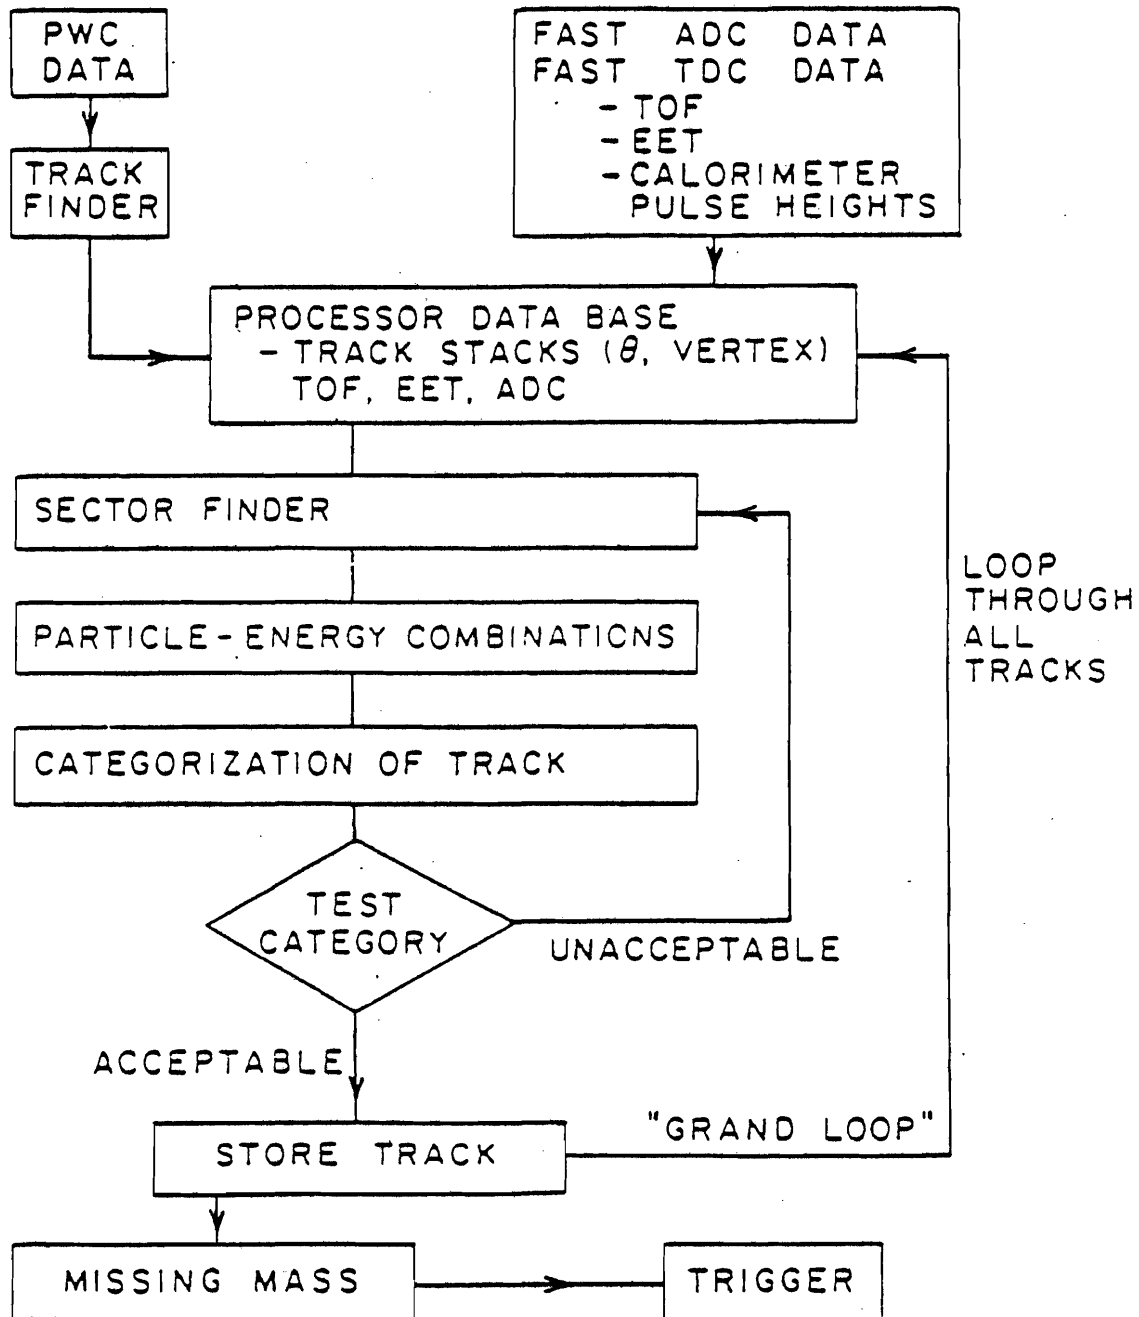 PWC
DATA
FAST ADC DATA
FAST TDC DATA
- TOF
- EET
- CALORIMETER
PULSE HEIGHTS
TRACK
FINDER
PROCESSOR DATA BASE
- TRACK STACKS (θ, VERTEX)
TOF, EET, ADC
SECTOR FINDER
LOOP
THROUGH
ALL
TRACKS
PARTICLE-ENERGY COMBINATIONS
CATEGORIZATION OF TRACK
TEST
CATEGORY
UNACCEPTABLE
ACCEPTABLE
"GRAND LOOP"
STORE TRACK
MISSING MASS
TRIGGER